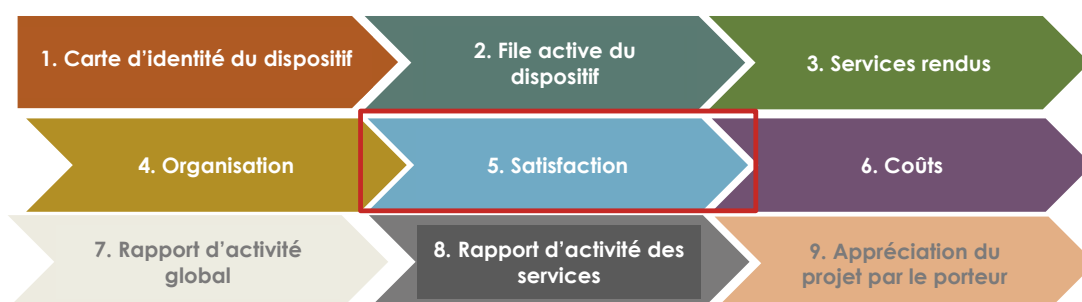 1. Carte d’identité du dispositif
2. File active du
dispositif
3. Services rendus
4. Organisation
5. Satisfaction
6. Coûts
7. Rapport d’activité
global
8. Rapport d’activité des
services
9. Appréciation du
projet par le porteur